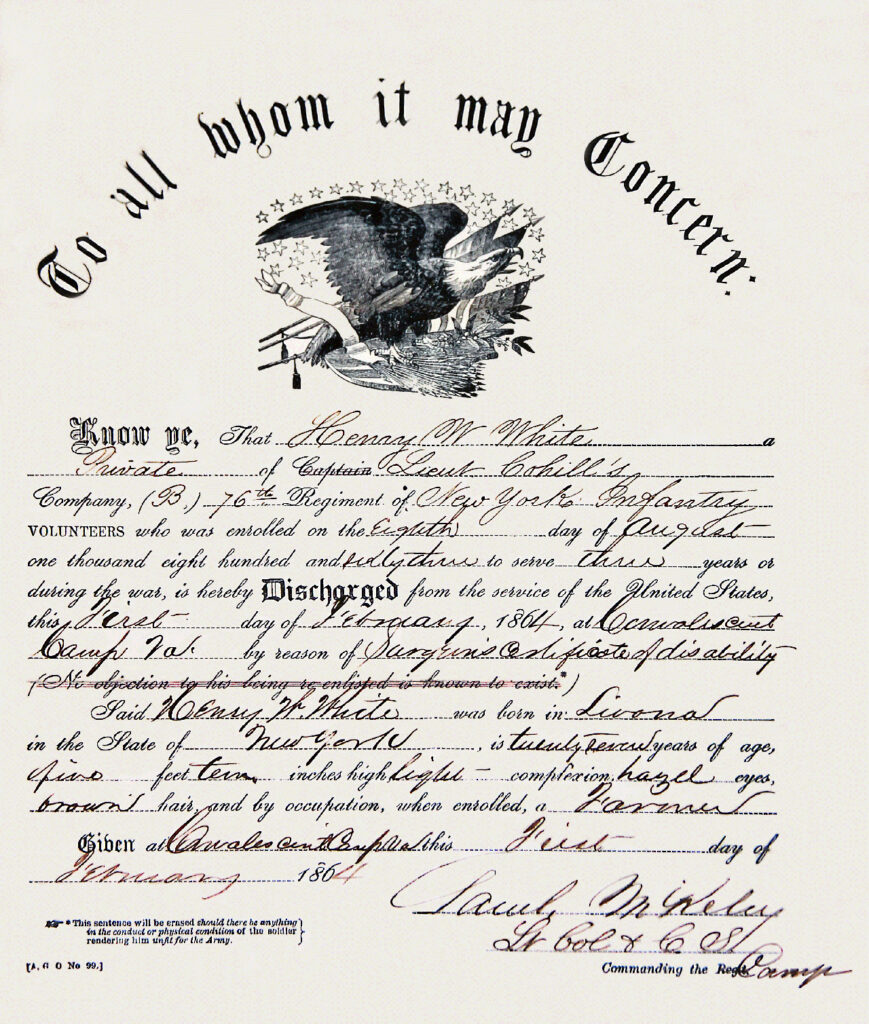 To all whom it may Concern:
Know ye, That Henry W White a
Private of Captain Lieut Cohill's
Company, (B.) 76th Regiment of New York Infantry
VOLUNTEERS who was enrolled on the Eighth day of August
one thousand eight hundred and sixty three to serve three years or
during the war, is hereby Discharged from the service of the United States,
this First day of February, 1864, at Convalescent
Camp Va. by reason of Surgeon's Certificate of disability
(No objection to his being re-enlisted is known to exist.*)
Said Henry W. White was born in Livona
in the State of New York, is twenty seven years of age,
five feet ten inches high light complexion, hazel eyes,
brown hair, and by occupation, when enrolled, a Farmer
Given at Convalescent Camp Va this First day of
February 1864
Saml. McKelvy
Lt Col & C. S.
*This sentence will be erased should there be anything
in the conduct or physical condition of the soldier
rendering him unfit for the Army.
[A. G. O No 99.]
Commanding the Regt. Camp